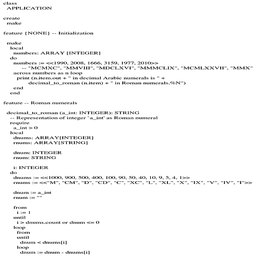 class
APPLICATION
create
make
feature {NONE} -- Initialization
make
local
numbers: ARRAY [INTEGER]
do
numbers := <<1990, 2008, 1666, 3159, 1977, 2010>>
-- "MCMXC", "MMVIII", "MDCLXVI", "MMMCLIX", "MCMLXXVII", "MMX"
across numbers as n loop
print (n.item.out + " in decimal Arabic numerals is " +
decimal_to_roman (n.item) + " in Roman numerals.%N")
end
end
feature -- Roman numerals
decimal_to_roman (a_int: INTEGER): STRING
-- Representation of integer `a_int' as Roman numeral
require
a_int > 0
local
dnums: ARRAY[INTEGER]
rnums: ARRAY[STRING]
dnum: INTEGER
rnum: STRING
i: INTEGER
do
dnums := <<1000, 900, 500, 400, 100, 90, 50, 40, 10, 9, 5, 4, 1>>
rnums := <<"M", "CM", "D", "CD", "C", "XC", "L", "XL", "X", "IX", "V", "IV", "I">>
dnum := a_int
rnum := ""
from
i := 1
until
i > dnums.count or dnum <= 0
loop
from
until
dnum < dnums[i]
loop
dnum := dnum - dnums[i]